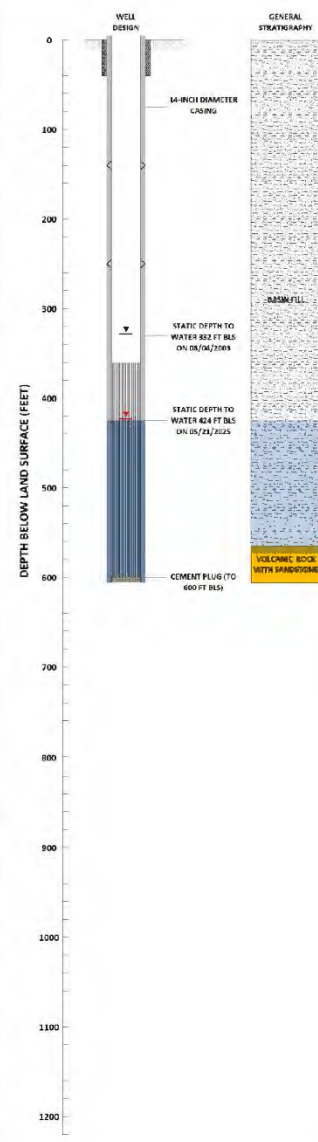 WELL
DESIGN
GENERAL
STRATIGRAPHY
0
14-INCH DIAMETER
CASING
100
200
300
BASIN FILL
STATIC DEPTH TO
WATER 332 FT BLS
ON 08/04/2003
400
STATIC DEPTH TO
WATER 424 FT BLS
ON 05/21/2025
DEPTH BELOW LAND SURFACE (FEET)
500
VOLCANIC ROCK
WITH SANDSTONE
600
CEMENT PLUG (TO
600 FT BLS)
700
800
900
1000
1100
1200